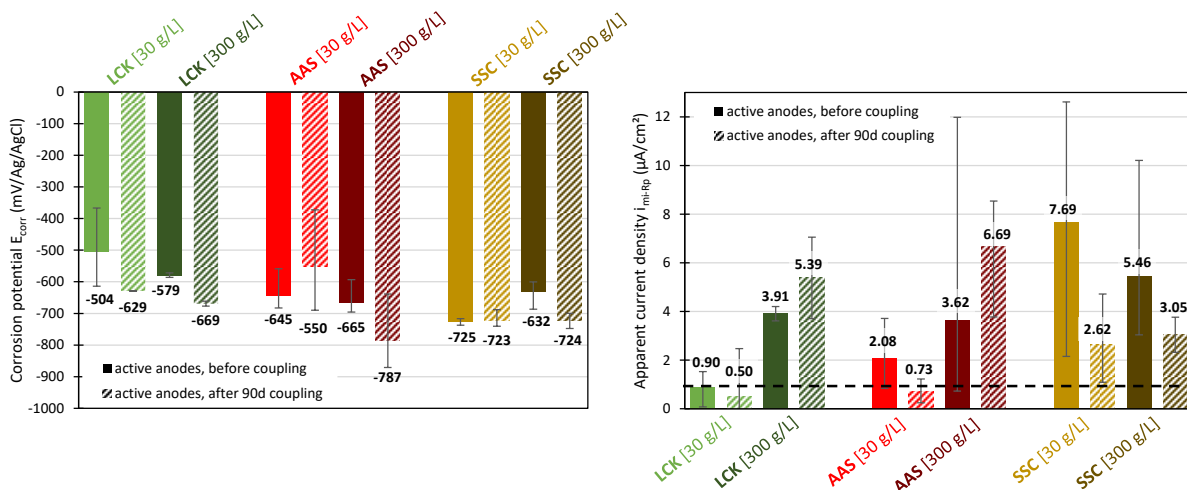 LCK [30 g/L]
LCK [300 g/L]
AAS [30 g/L]
AAS [300 g/L]
SSC [30 g/L]
SSC [300 g/L]
Corrosion potential Ecorr (mV/Ag/AgCl)
0
-100
-200
-300
-400
-500
-600
-700
-800
-900
-1000
-504
-629
-579
-669
-645
-550
-665
-787
-725
-723
-632
-724
active anodes, before coupling
active anodes, after 90d coupling
Apparent current density imi-Rp (µA/cm²)
12
10
8
6
4
2
0
active anodes, before coupling
active anodes, after 90d coupling
0.90
0.50
3.91
5.39
2.08
0.73
3.62
6.69
7.69
2.62
5.46
3.05
LCK [30 g/L]
LCK [300 g/L]
AAS [30 g/L]
AAS [300 g/L]
SSC [30 g/L]
SSC [300 g/L]